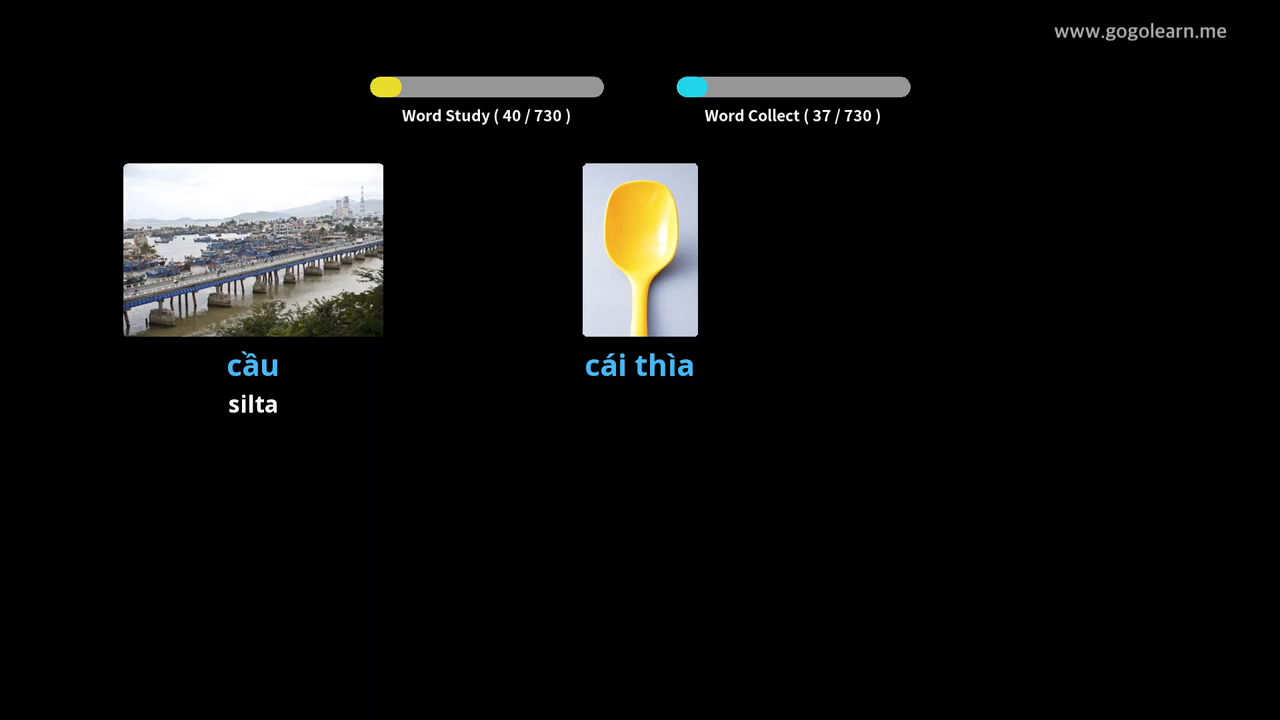 www.gogolearn.me
Word Study ( 40 / 730 )
Word Collect ( 37 / 730 )
cầu
silta
cái thìa